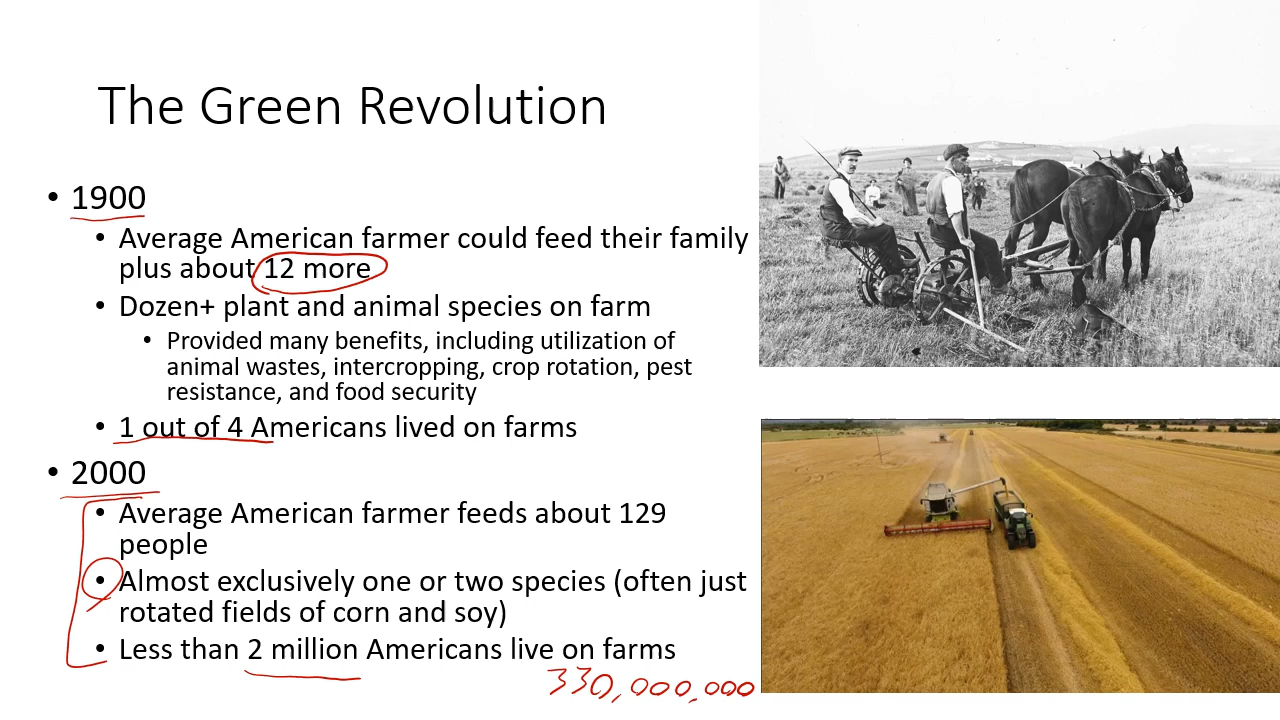 The Green Revolution
• 1900
• Average American farmer could feed their family
plus about 12 more
• Dozen+ plant and animal species on farm
• Provided many benefits, including utilization of
animal wastes, intercropping, crop rotation, pest
resistance, and food security
• 1 out of 4 Americans lived on farms
• 2000
• Average American farmer feeds about 129
people
• Almost exclusively one or two species (often just
rotated fields of corn and soy)
• Less than 2 million Americans live on farms
330,000,000